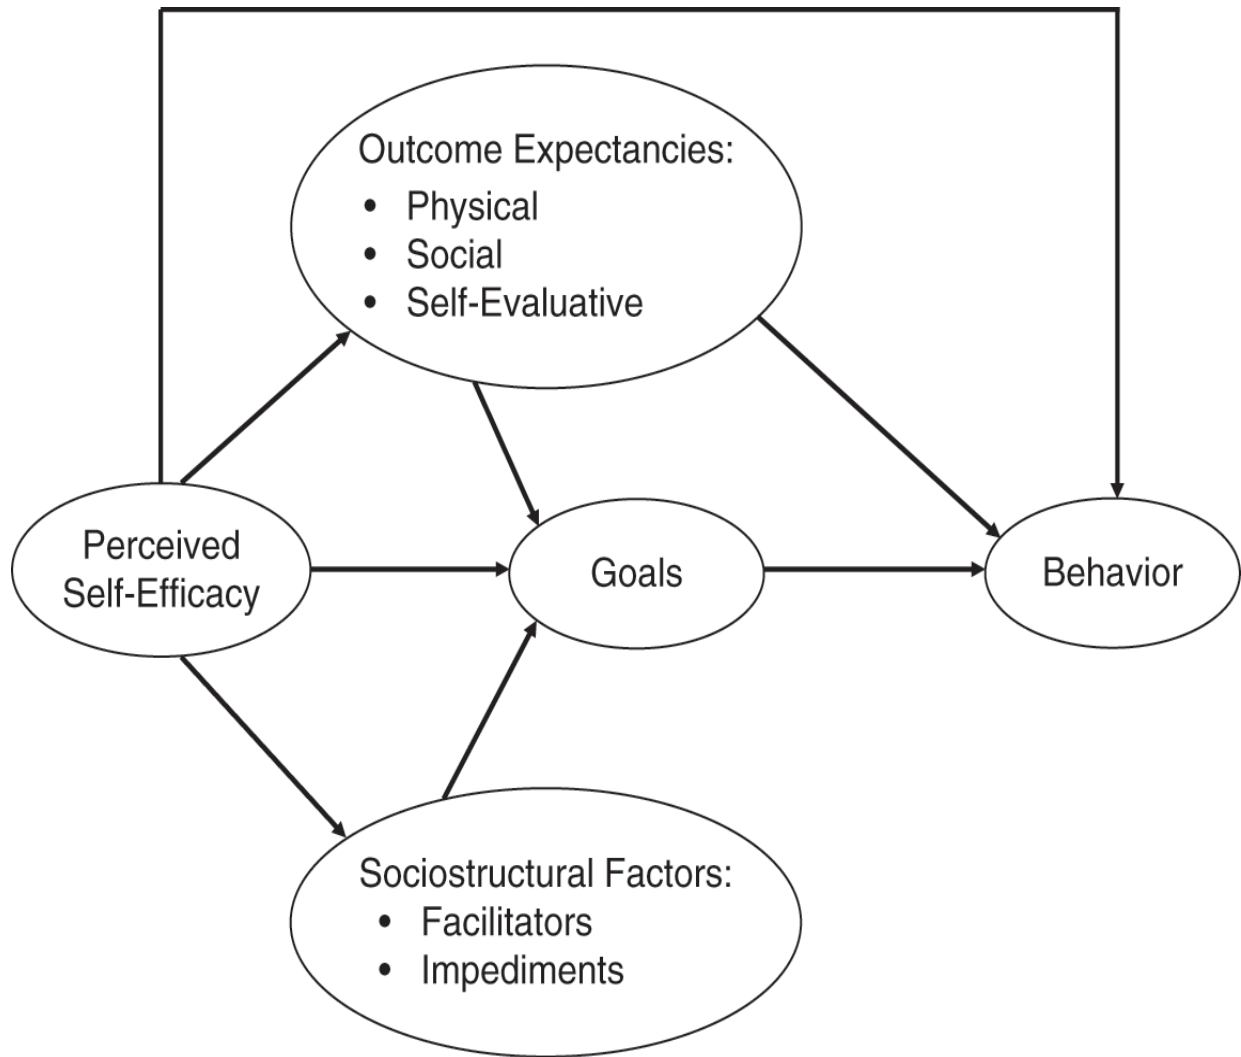 Outcome Expectancies:
• Physical
• Social
• Self-Evaluative
Perceived
Self-Efficacy
Goals
Behavior
Sociostructural Factors:
• Facilitators
• Impediments